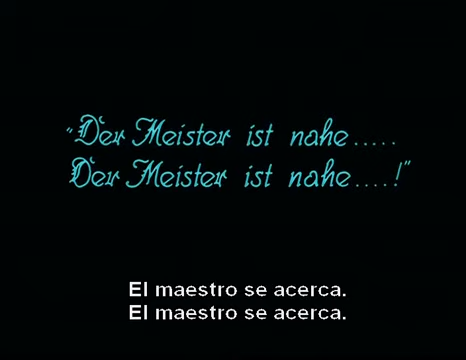 "Der Meister ist nahe.....
Der Meister ist nahe....!"
El maestro se acerca.
El maestro se acerca.